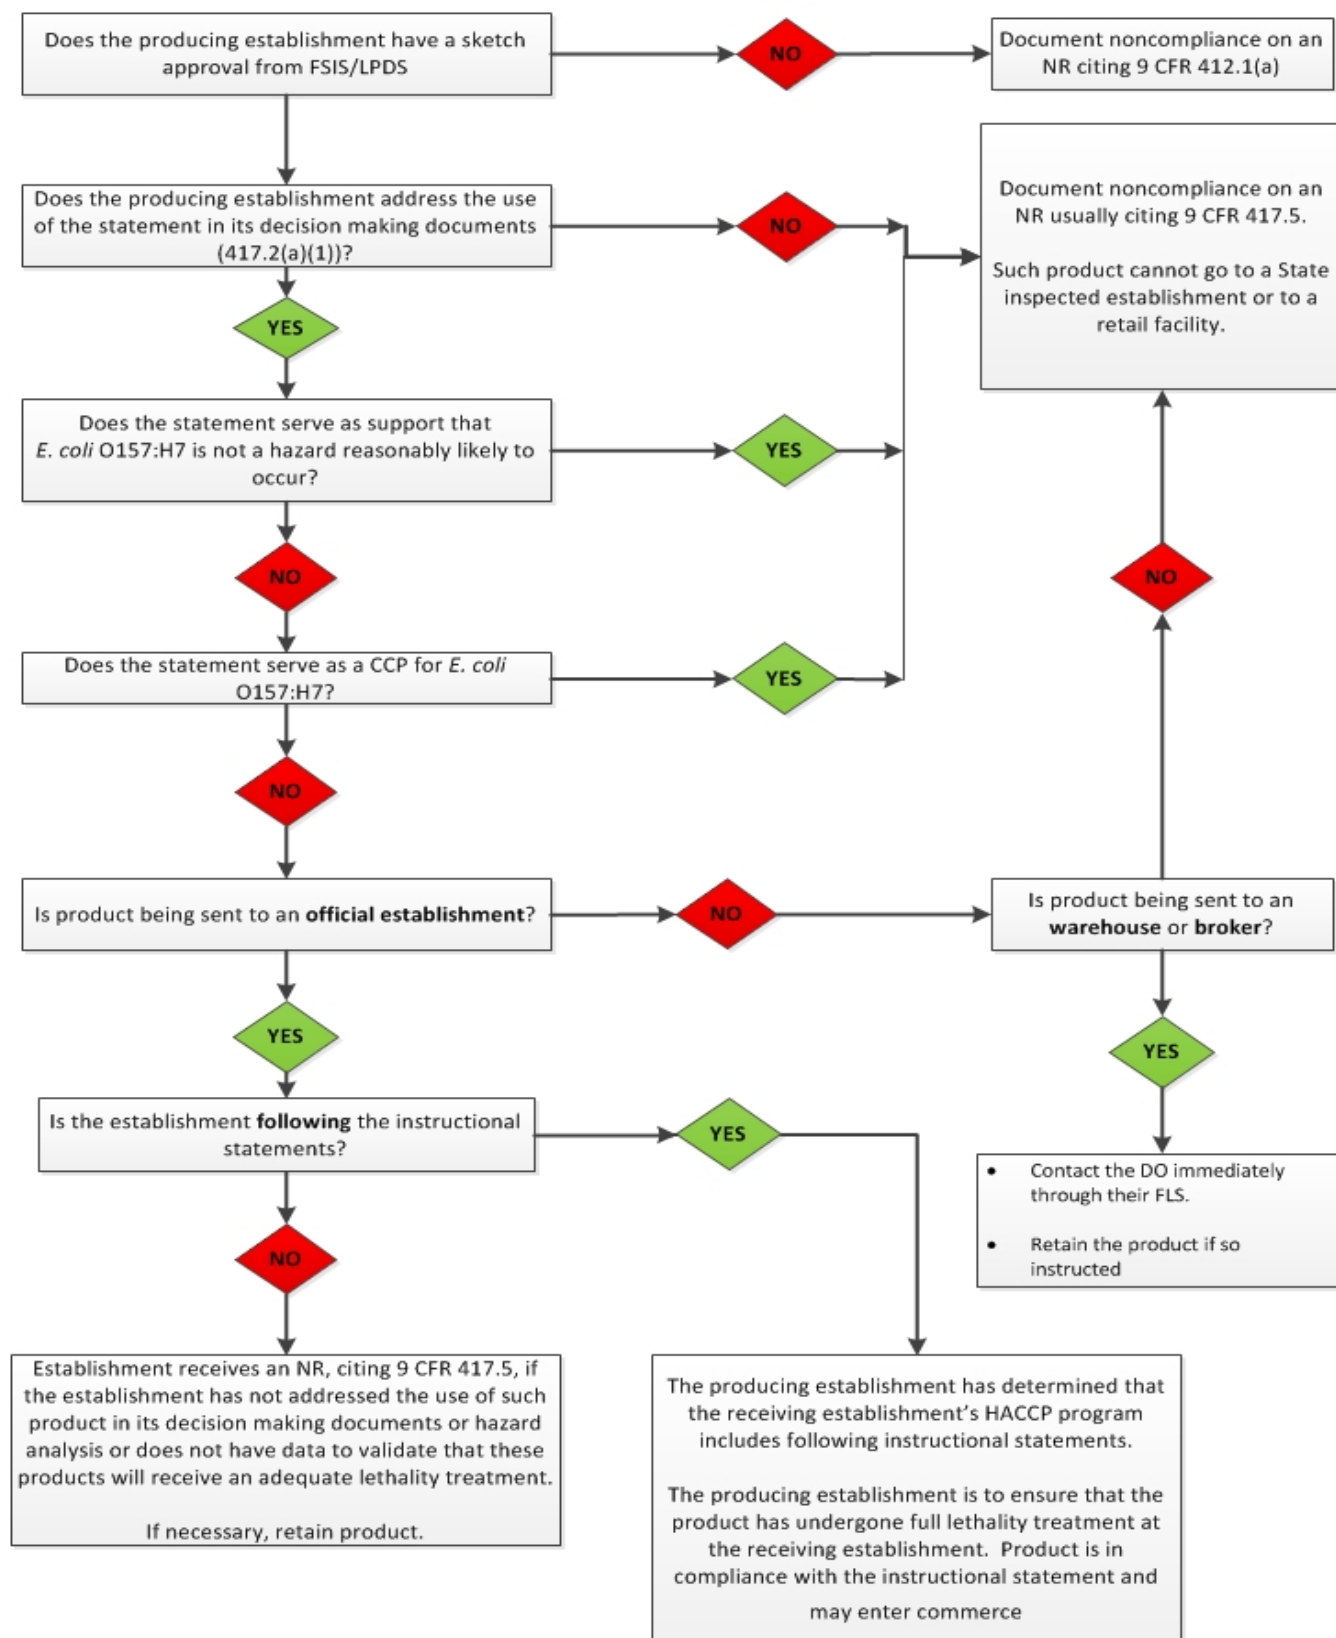 Does the producing establishment have a sketch
approval from FSIS/LPDS
NO
Document noncompliance on an
NR citing 9 CFR 412.1(a)
Does the producing establishment address the use
of the statement in its decision making documents
(417.2(a)(1))?
NO
Document noncompliance on an
NR usually citing 9 CFR 417.5.
Such product cannot go to a State
inspected establishment or to a
retail facility.
YES
Does the statement serve as support that
E. coli O157:H7 is not a hazard reasonably likely to
occur?
YES
NO
NO
Does the statement serve as a CCP for E. coli
O157:H7?
YES
NO
Is product being sent to an official establishment?
NO
Is product being sent to an
warehouse or broker?
YES
YES
Is the establishment following the instructional
statements?
YES
• Contact the DO immediately
through their FLS.
• Retain the product if so
instructed
NO
Establishment receives an NR, citing 9 CFR 417.5, if
the establishment has not addressed the use of such
product in its decision making documents or hazard
analysis or does not have data to validate that these
products will receive an adequate lethality treatment.
If necessary, retain product.
The producing establishment has determined that
the receiving establishment’s HACCP program
includes following instructional statements.
The producing establishment is to ensure that the
product has undergone full lethality treatment at
the receiving establishment. Product is in
compliance with the instructional statement and
may enter commerce